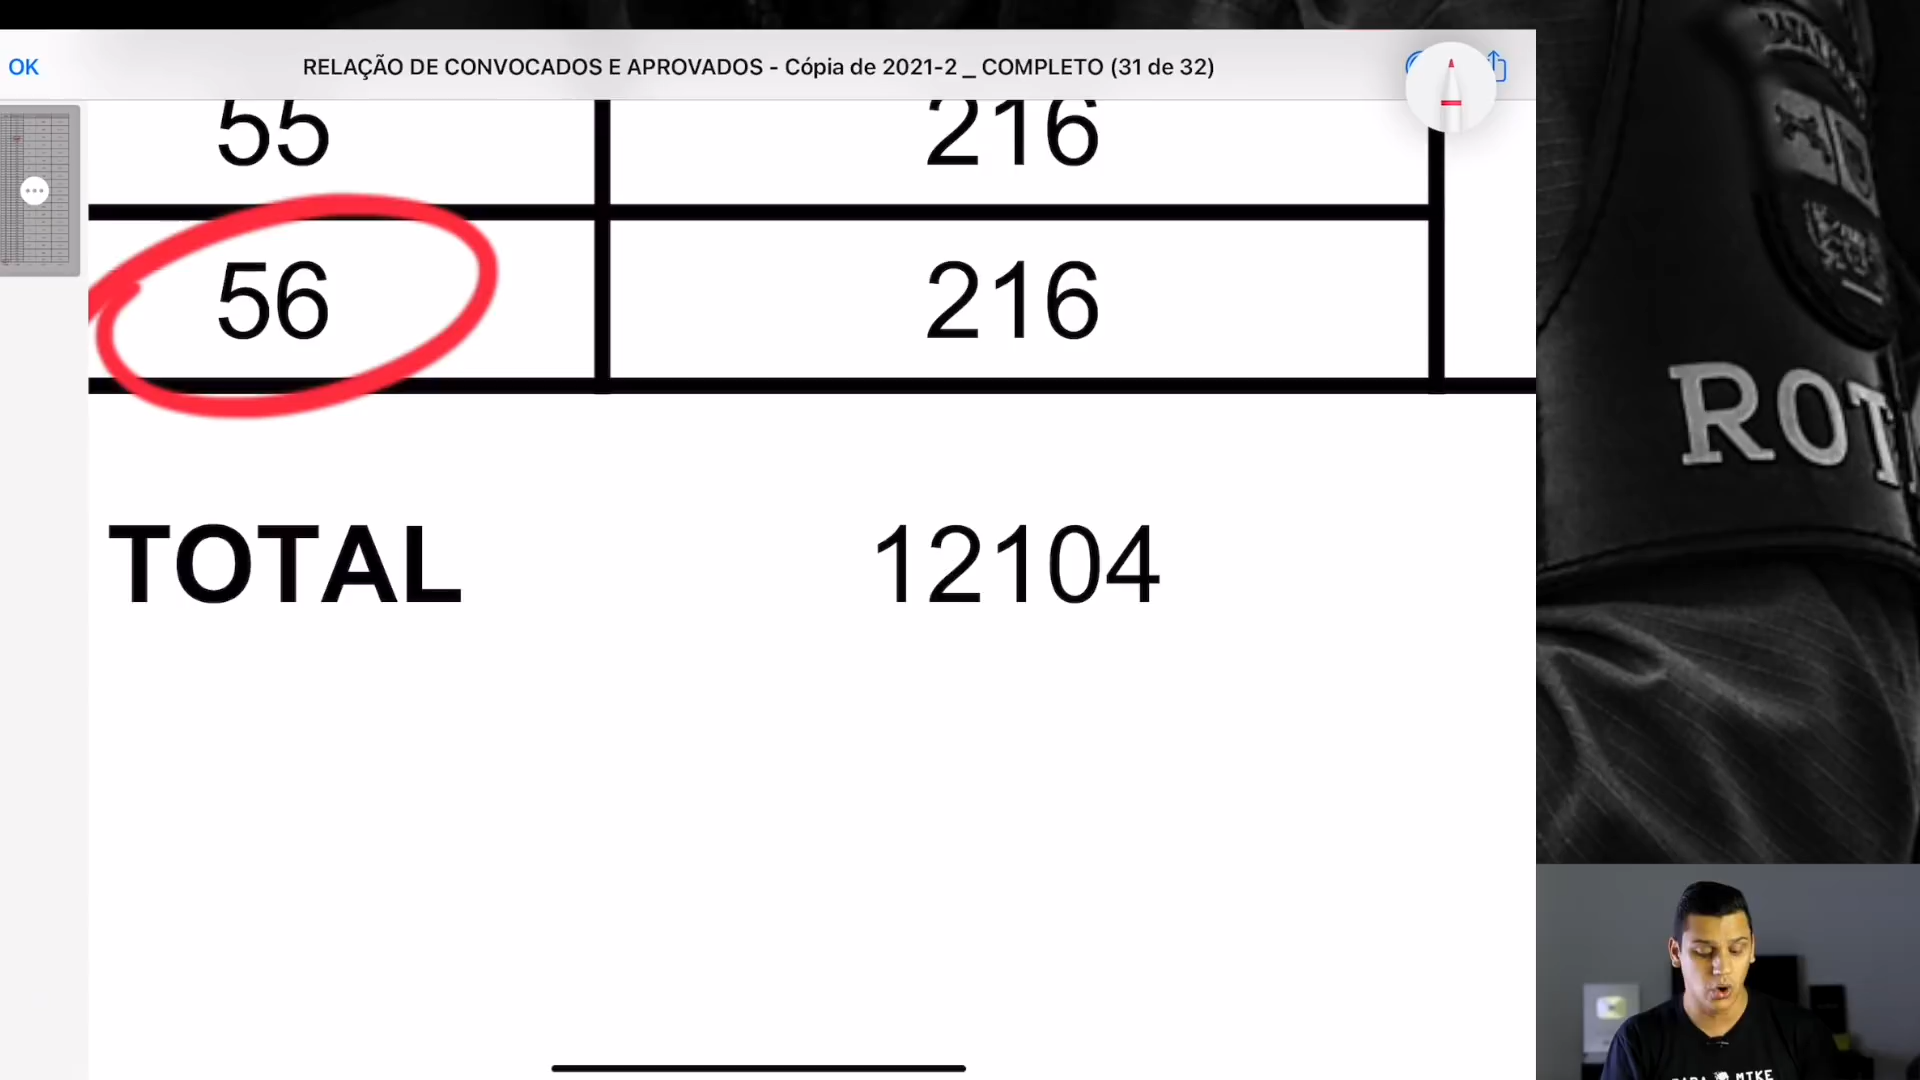 OK
RELAÇÃO DE CONVOCADOS E APROVADOS - Cópia de 2021-2 _ COMPLETO (31 de 32)
55 216
56 216
TOTAL 12104
MIKE